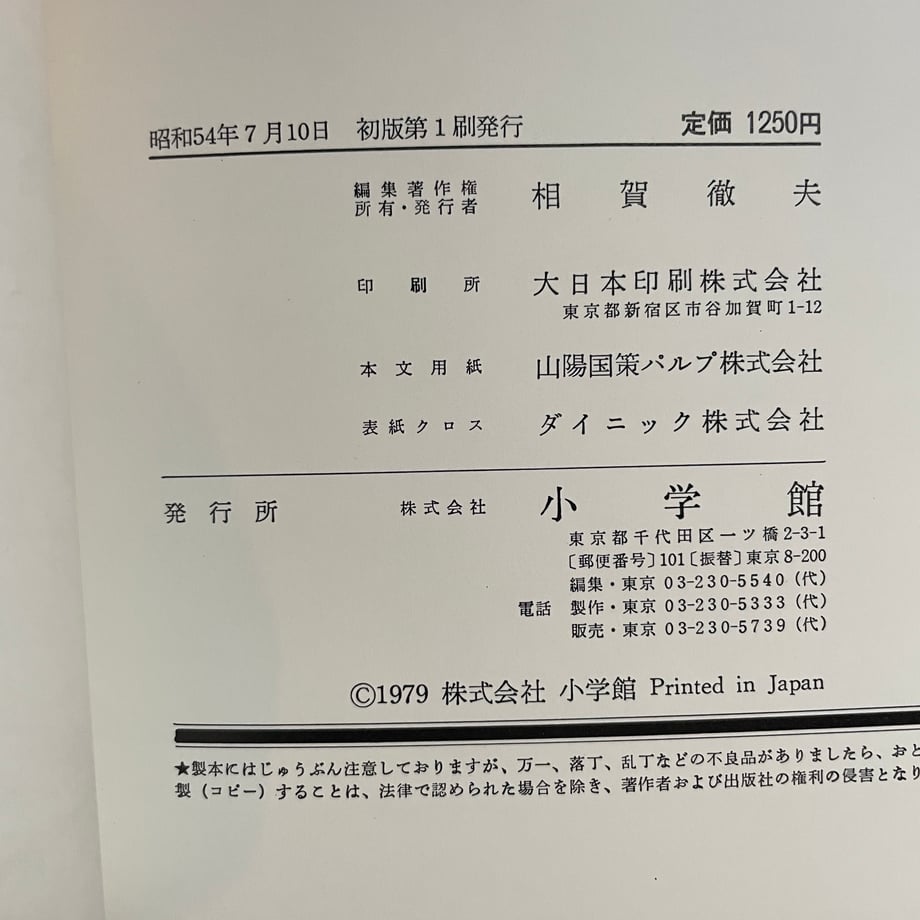 昭和54年7月10日　初版第1刷発行　定価 1250円
編集著作権
所有・発行者　相賀徹夫
印刷所　大日本印刷株式会社
東京都新宿区市谷加賀町1-12
本文用紙　山陽国策パルプ株式会社
表紙クロス　ダイニック株式会社
発行所　株式会社　小学館
東京都千代田区一ツ橋2-3-1
〔郵便番号〕101〔振替〕東京8-200
編集・東京 03-230-5540（代）
電話　製作・東京 03-230-5333（代）
販売・東京 03-230-5739（代）
©1979 株式会社 小学館 Printed in Japan
★製本にはじゅうぶん注意しておりますが、万一、落丁、乱丁などの不良品がありましたら、おと
製（コピー）することは、法律で認められた場合を除き、著作者および出版社の権利の侵害となり